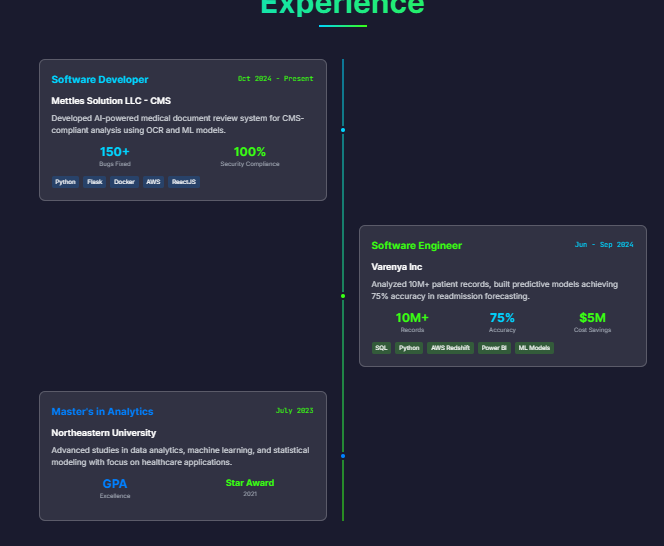 Experience
Software Developer
Oct 2024 - Present
Mettles Solution LLC - CMS
Developed AI-powered medical document review system for CMS-
compliant analysis using OCR and ML models.
150+ 100%
Bugs Fixed Security Compliance
Python Flask Docker AWS ReactJS
Software Engineer
Jun - Sep 2024
Varenya Inc
Analyzed 10M+ patient records, built predictive models achieving
75% accuracy in readmission forecasting.
10M+ 75% $5M
Records Accuracy Cost Savings
SQL Python AWS Redshift Power BI ML Models
Master's in Analytics
July 2023
Northeastern University
Advanced studies in data analytics, machine learning, and statistical
modeling with focus on healthcare applications.
GPA Star Award
Excellence 2021